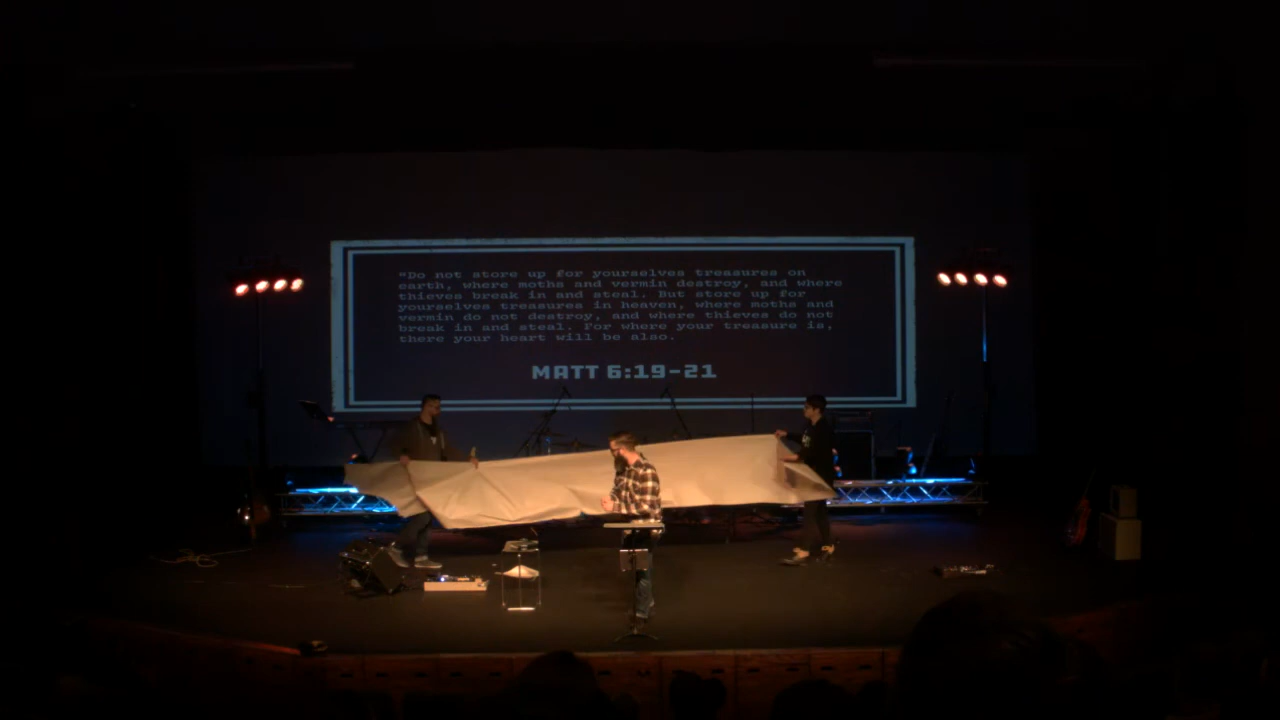 "Do not store up for yourselves treasures on
earth, where moths and vermin destroy, and where
thieves break in and steal. But store up for
yourselves treasures in heaven, where moths and
vermin do not destroy, and where thieves do not
break in and steal. For where your treasure is,
there your heart will be also.
MATT 6:19-21